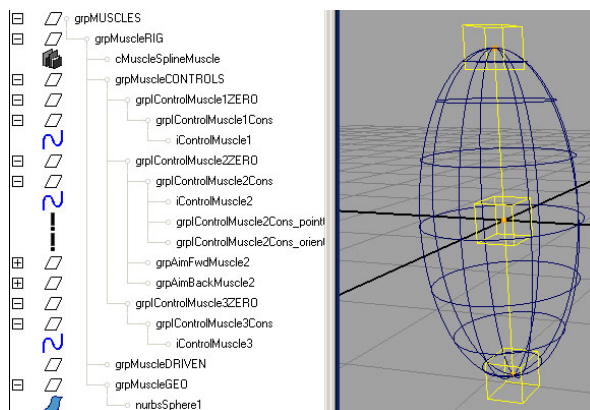 grpMUSCLES
grpMuscleRIG
cMuscleSplineMuscle
grpMuscleCONTROLS
grpIControlMuscle1ZERO
grpIControlMuscle1Cons
iControlMuscle1
grpIControlMuscle2ZERO
grpIControlMuscle2Cons
iControlMuscle2
grpIControlMuscle2Cons_point
grpIControlMuscle2Cons_orien
grpAimFwdMuscle2
grpAimBackMuscle2
grpIControlMuscle3ZERO
grpIControlMuscle3Cons
iControlMuscle3
grpMuscleDRIVEN
grpMuscleGEO
nurbsSphere1